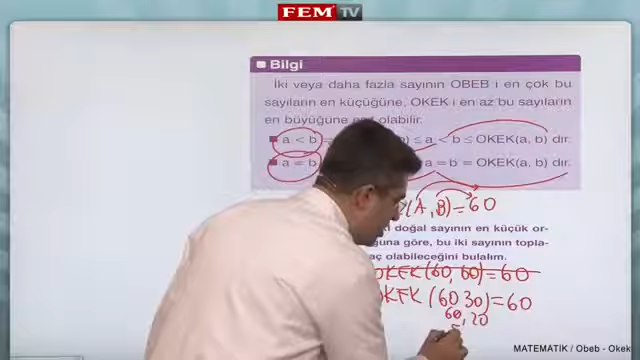 FEM TV
Bilgi
İki veya daha fazla sayının OBEB i en çok bu
sayıların en küçüğüne, OKEK i en az bu sayıların
en büyüğüne olabilir.
a < b ≤ a < b ≤ OKEK(a, b) dır.
a = b a = b = OKEK(a, b) dır.
(A, B) = 60
doğal sayının en küçük or-
göre, bu iki sayının topla-
olabileceğini bulalım.
OKEK (60, 60) = 60
OKEK (60 30) = 60
60, 20
MATEMATİK / Obeb - Okek